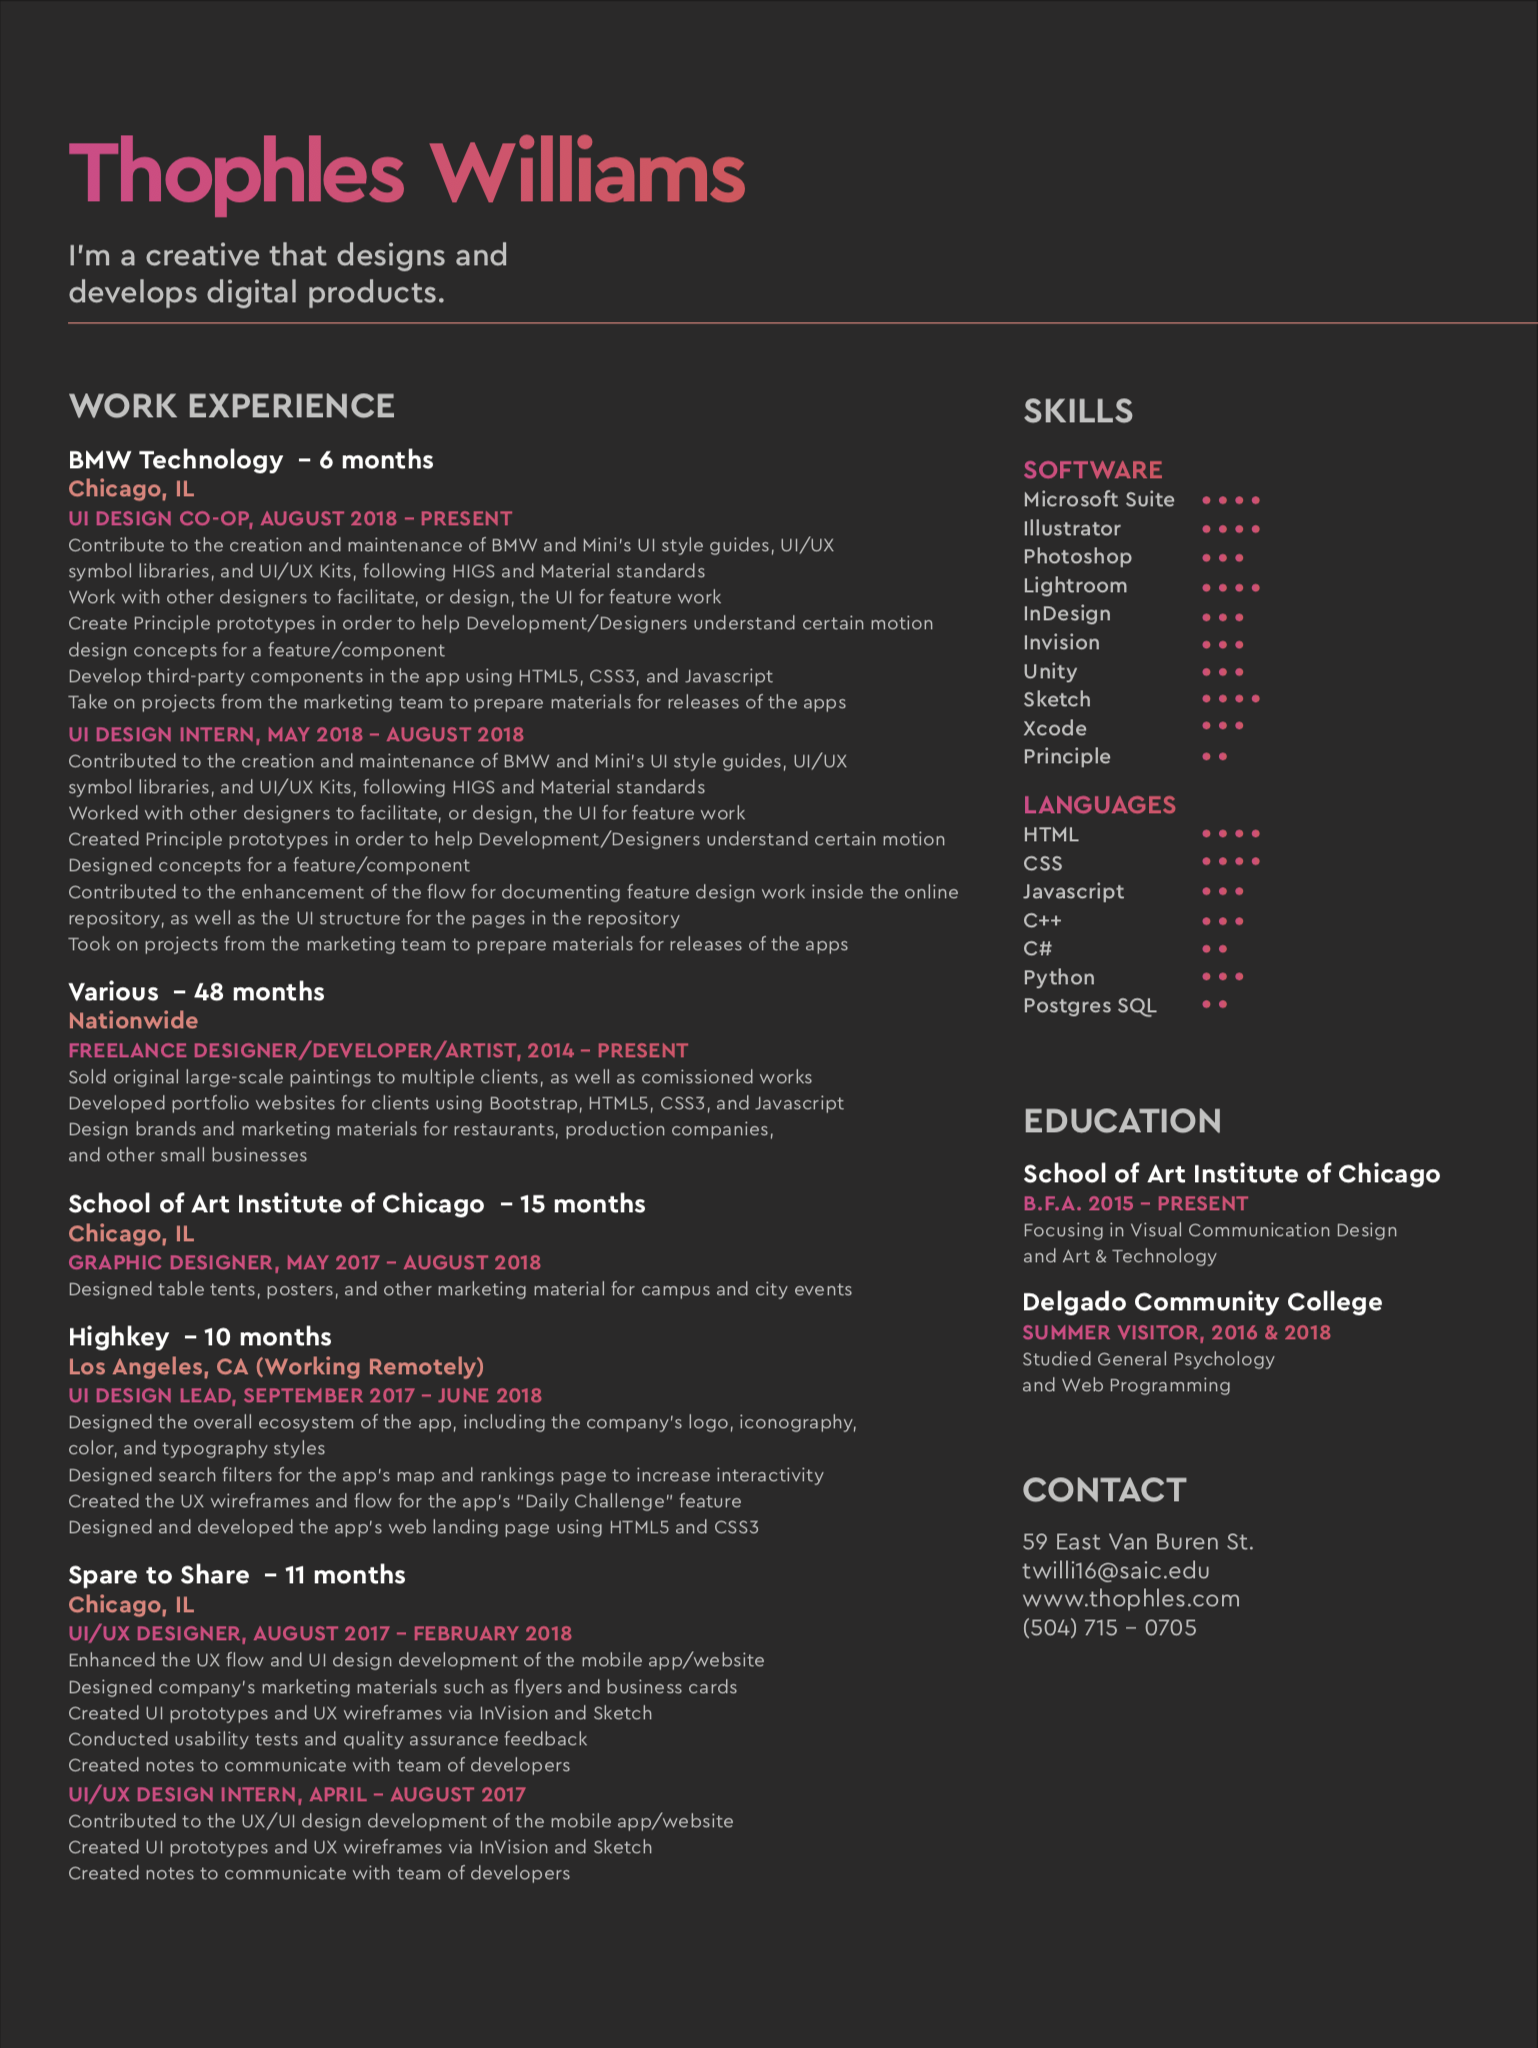 Thophles Williams
I'm a creative that designs and
develops digital products.
WORK EXPERIENCE
BMW Technology – 6 months
Chicago, IL
UI DESIGN CO-OP, AUGUST 2018 – PRESENT
Contribute to the creation and maintenance of BMW and Mini's UI style guides, UI/UX
symbol libraries, and UI/UX Kits, following HIGS and Material standards
Work with other designers to facilitate, or design, the UI for feature work
Create Principle prototypes in order to help Development/Designers understand certain motion
design concepts for a feature/component
Develop third-party components in the app using HTML5, CSS3, and Javascript
Take on projects from the marketing team to prepare materials for releases of the apps
UI DESIGN INTERN, MAY 2018 – AUGUST 2018
Contributed to the creation and maintenance of BMW and Mini's UI style guides, UI/UX
symbol libraries, and UI/UX Kits, following HIGS and Material standards
Worked with other designers to facilitate, or design, the UI for feature work
Created Principle prototypes in order to help Development/Designers understand certain motion
Designed concepts for a feature/component
Contributed to the enhancement of the flow for documenting feature design work inside the online
repository, as well as the UI structure for the pages in the repository
Took on projects from the marketing team to prepare materials for releases of the apps
Various – 48 months
Nationwide
FREELANCE DESIGNER/DEVELOPER/ARTIST, 2014 – PRESENT
Sold original large-scale paintings to multiple clients, as well as comissioned works
Developed portfolio websites for clients using Bootstrap, HTML5, CSS3, and Javascript
Design brands and marketing materials for restaurants, production companies,
and other small businesses
School of Art Institute of Chicago – 15 months
Chicago, IL
GRAPHIC DESIGNER, MAY 2017 – AUGUST 2018
Designed table tents, posters, and other marketing material for campus and city events
Highkey – 10 months
Los Angeles, CA (Working Remotely)
UI DESIGN LEAD, SEPTEMBER 2017 – JUNE 2018
Designed the overall ecosystem of the app, including the company's logo, iconography,
color, and typography styles
Designed search filters for the app's map and rankings page to increase interactivity
Created the UX wireframes and flow for the app's "Daily Challenge" feature
Designed and developed the app's web landing page using HTML5 and CSS3
Spare to Share – 11 months
Chicago, IL
UI/UX DESIGNER, AUGUST 2017 – FEBRUARY 2018
Enhanced the UX flow and UI design development of the mobile app/website
Designed company's marketing materials such as flyers and business cards
Created UI prototypes and UX wireframes via InVision and Sketch
Conducted usability tests and quality assurance feedback
Created notes to communicate with team of developers
UI/UX DESIGN INTERN, APRIL – AUGUST 2017
Contributed to the UX/UI design development of the mobile app/website
Created UI prototypes and UX wireframes via InVision and Sketch
Created notes to communicate with team of developers
SKILLS
SOFTWARE
Microsoft Suite
Illustrator
Photoshop
Lightroom
InDesign
Invision
Unity
Sketch
Xcode
Principle
LANGUAGES
HTML
CSS
Javascript
C++
C#
Python
Postgres SQL
EDUCATION
School of Art Institute of Chicago
B.F.A. 2015 – PRESENT
Focusing in Visual Communication Design
and Art & Technology
Delgado Community College
SUMMER VISITOR, 2016 & 2018
Studied General Psychology
and Web Programming
CONTACT
59 East Van Buren St.
twilli16@saic.edu
www.thophles.com
(504) 715 – 0705